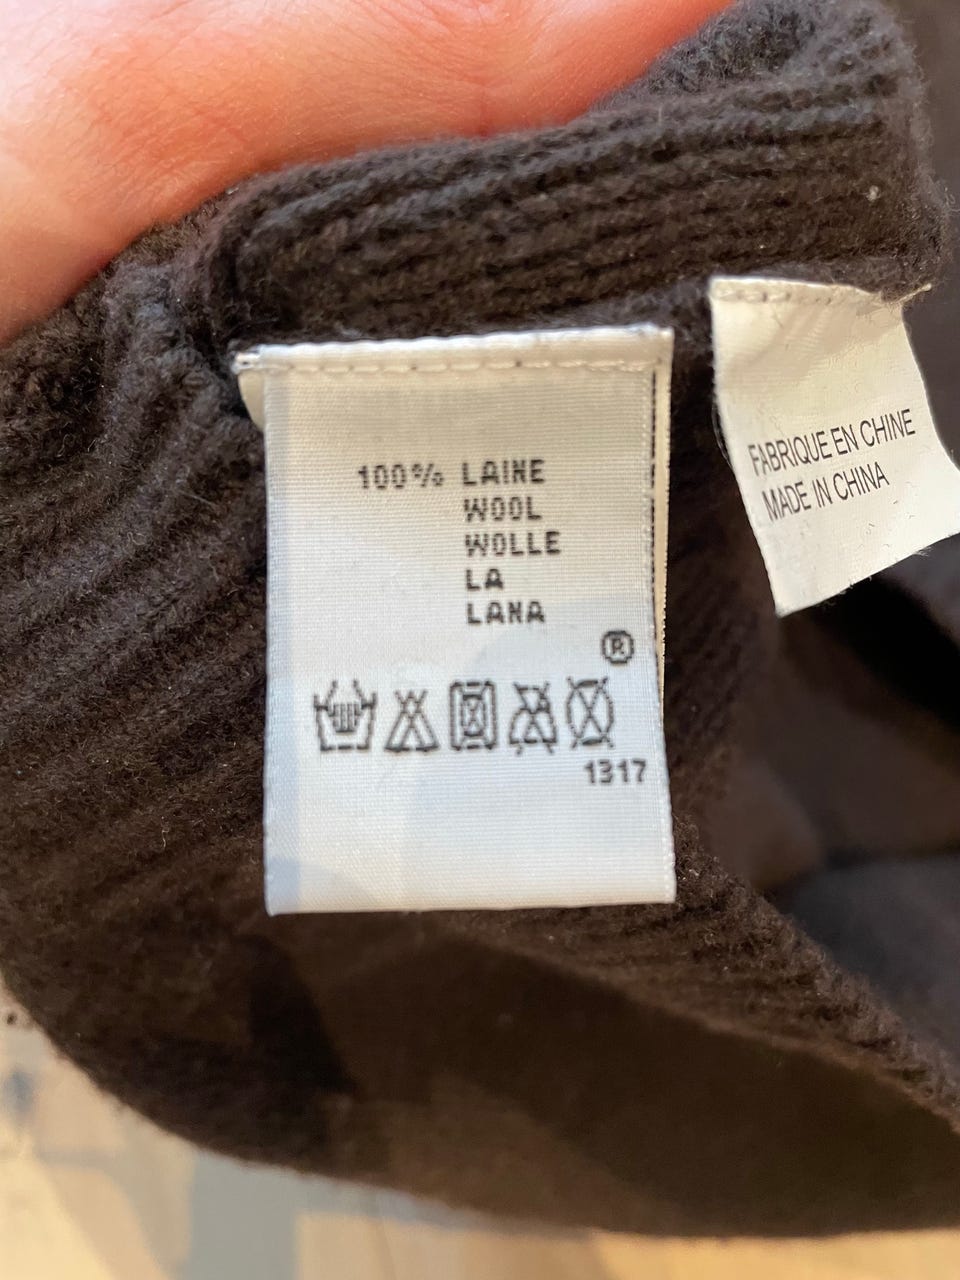 100% LAINE
WOOL
WOLLE
LA
LANA
®
1317
FABRIQUE EN CHINE
MADE IN CHINA